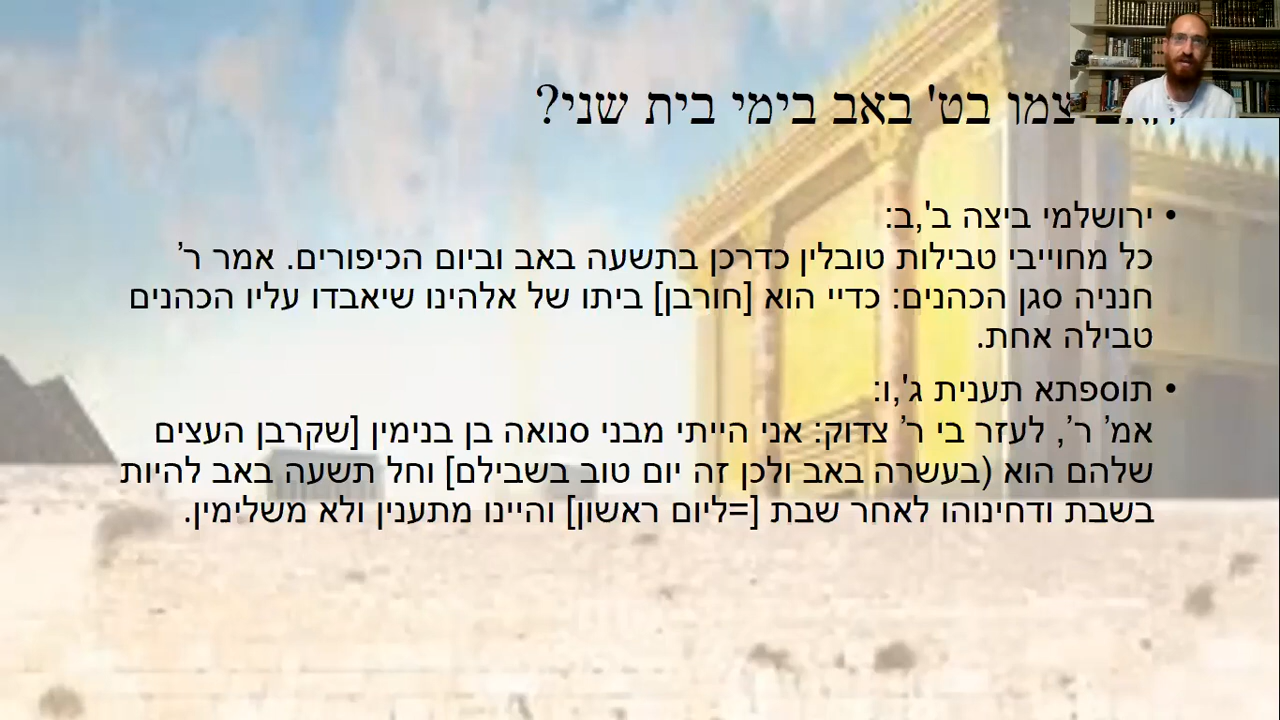 צמו בט' באב בימי בית שני?
• ירושלמי ביצה ב',ב:
כל מחוייבי טבילות טובלין כדרכן בתשעה באב וביום הכיפורים. אמר ר’
חנניה סגן הכהנים: כדיי הוא [חורבן] ביתו של אלהינו שיאבדו עליו הכהנים
טבילה אחת.
• תוספתא תענית ג',ו:
אמ’ ר’, לעזר בי ר’ צדוק: אני הייתי מבני סנואה בן בנימין [שקרבן העצים
שלהם הוא (בעשרה באב ולכן זה יום טוב בשבילם] וחל תשעה באב להיות
בשבת ודחינוהו לאחר שבת [=ליום ראשון] והיינו מתענין ולא משלימין.